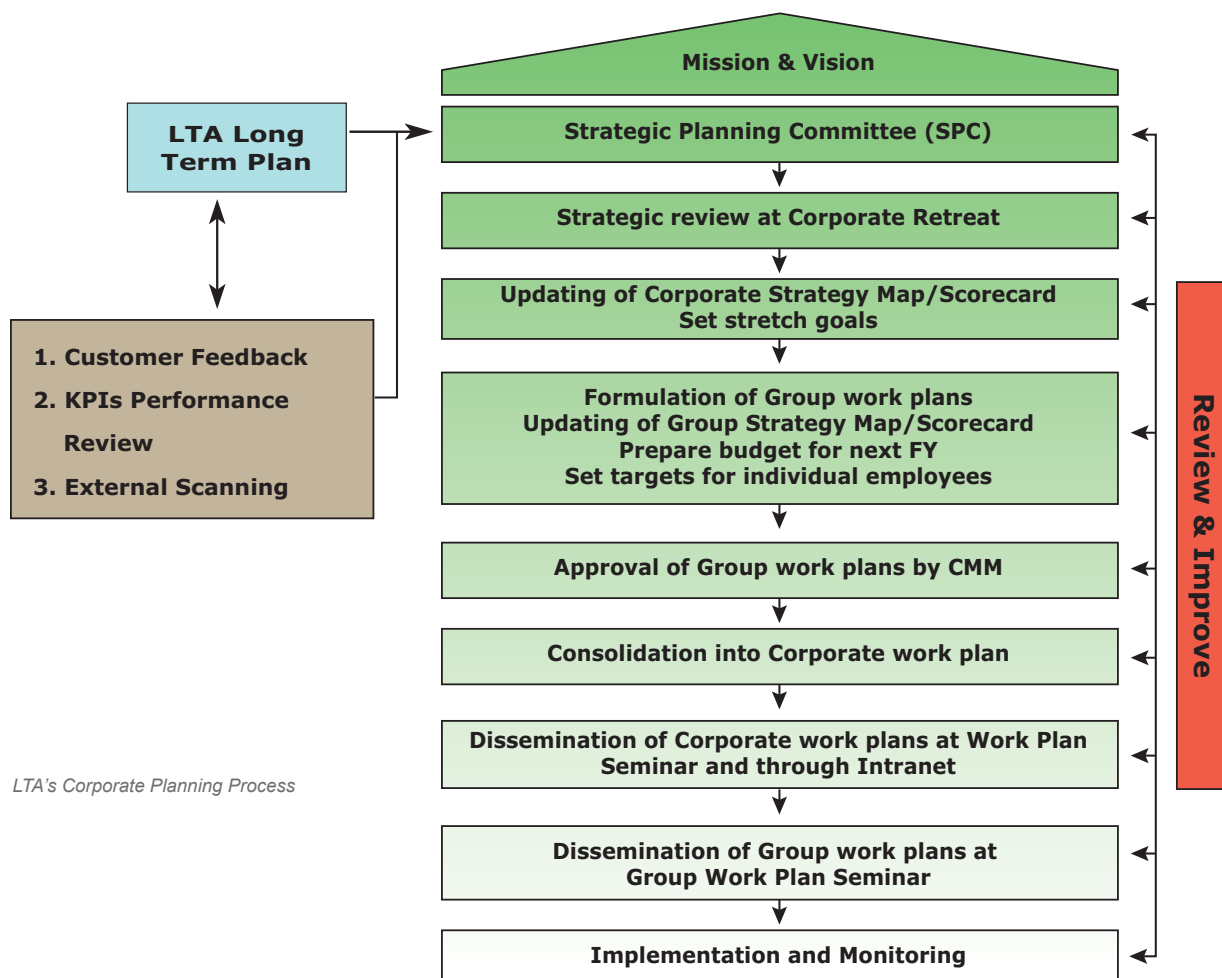 Mission & Vision
LTA Long
Term Plan
Strategic Planning Committee (SPC)
Strategic review at Corporate Retreat
Updating of Corporate Strategy Map/Scorecard
Set stretch goals
1. Customer Feedback
2. KPIs Performance
Review
3. External Scanning
Formulation of Group work plans
Updating of Group Strategy Map/Scorecard
Prepare budget for next FY
Set targets for individual employees
Approval of Group work plans by CMM
Consolidation into Corporate work plan
Dissemination of Corporate work plans at Work Plan
Seminar and through Intranet
Dissemination of Group work plans at
Group Work Plan Seminar
Implementation and Monitoring
Review & Improve
LTA's Corporate Planning Process